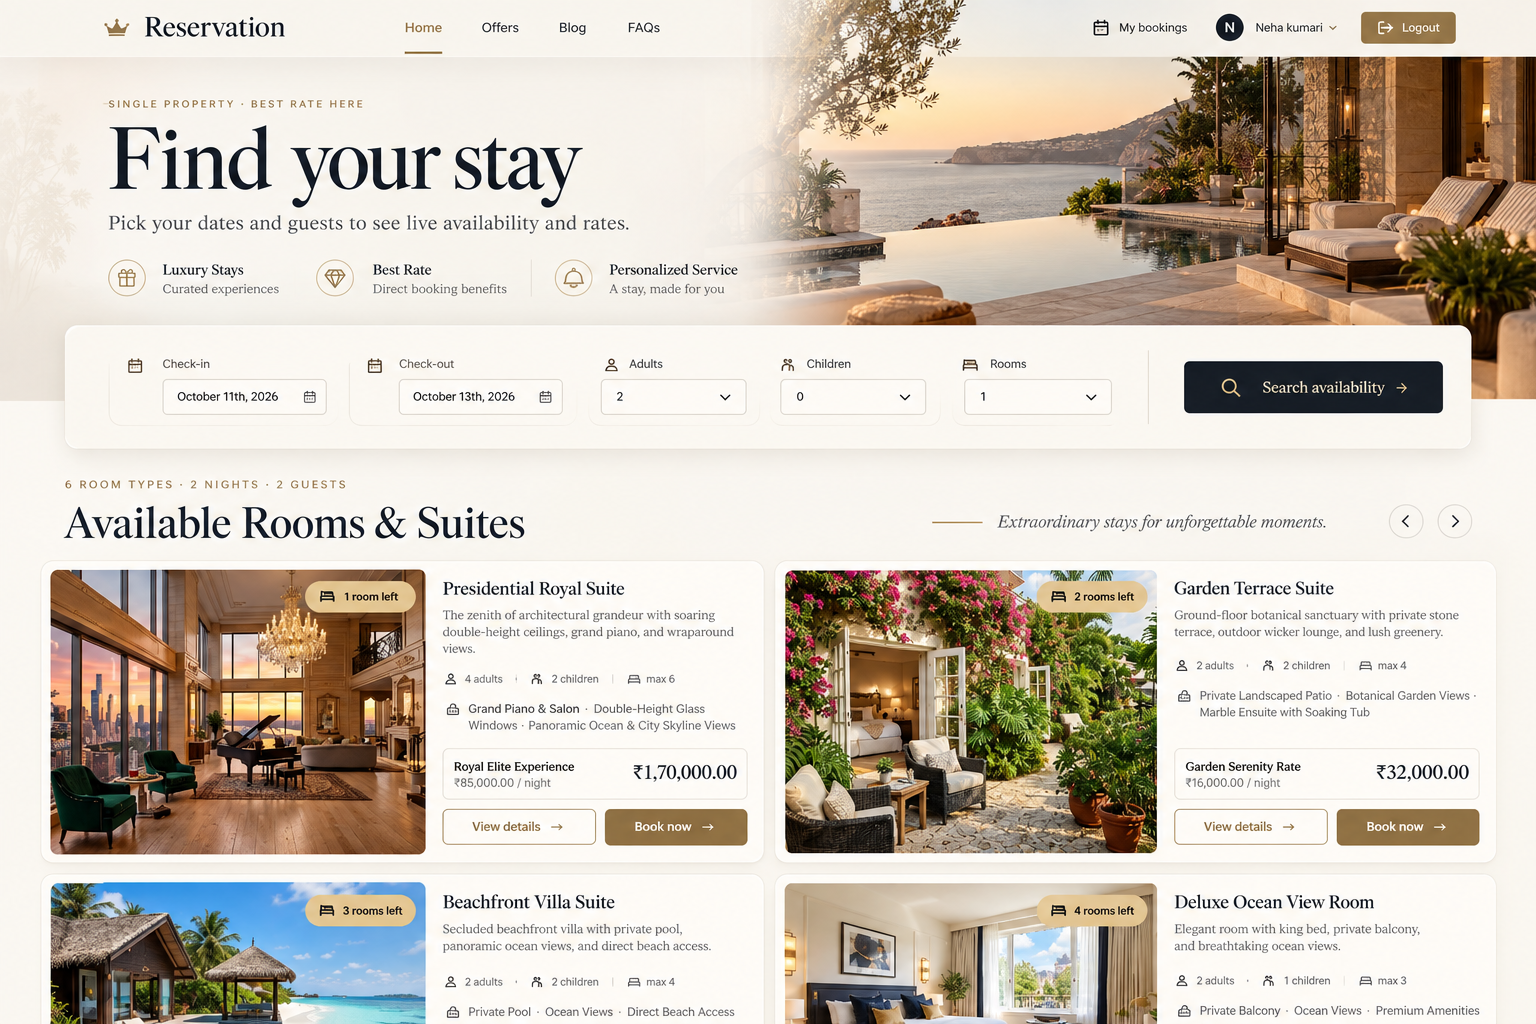 Reservation
Home
Offers
Blog
FAQs
My bookings
N
Neha kumari
Logout
SINGLE PROPERTY · BEST RATE HERE
Find your stay
Pick your dates and guests to see live availability and rates.
Luxury Stays
Curated experiences
Best Rate
Direct booking benefits
Personalized Service
A stay, made for you
Check-in
October 11th, 2026
Check-out
October 13th, 2026
Adults
2
Children
0
Rooms
1
Search availability →
6 ROOM TYPES · 2 NIGHTS · 2 GUESTS
Available Rooms & Suites
Extraordinary stays for unforgettable moments.
1 room left
Presidential Royal Suite
The zenith of architectural grandeur with soaring
double-height ceilings, grand piano, and wraparound
views.
4 adults · 2 children | max 6
Grand Piano & Salon · Double-Height Glass
Windows · Panoramic Ocean & City Skyline Views
Royal Elite Experience
₹85,000.00 / night
₹1,70,000.00
View details →
Book now →
2 rooms left
Garden Terrace Suite
Ground-floor botanical sanctuary with private stone
terrace, outdoor wicker lounge, and lush greenery.
2 adults · 2 children | max 4
Private Landscaped Patio · Botanical Garden Views ·
Marble Ensuite with Soaking Tub
Garden Serenity Rate
₹16,000.00 / night
₹32,000.00
View details →
Book now →
3 rooms left
Beachfront Villa Suite
Secluded beachfront villa with private pool,
panoramic ocean views, and direct beach access.
2 adults · 2 children | max 4
Private Pool · Ocean Views · Direct Beach Access
4 rooms left
Deluxe Ocean View Room
Elegant room with king bed, private balcony,
and breathtaking ocean views.
2 adults · 1 children | max 3
Private Balcony · Ocean Views · Premium Amenities